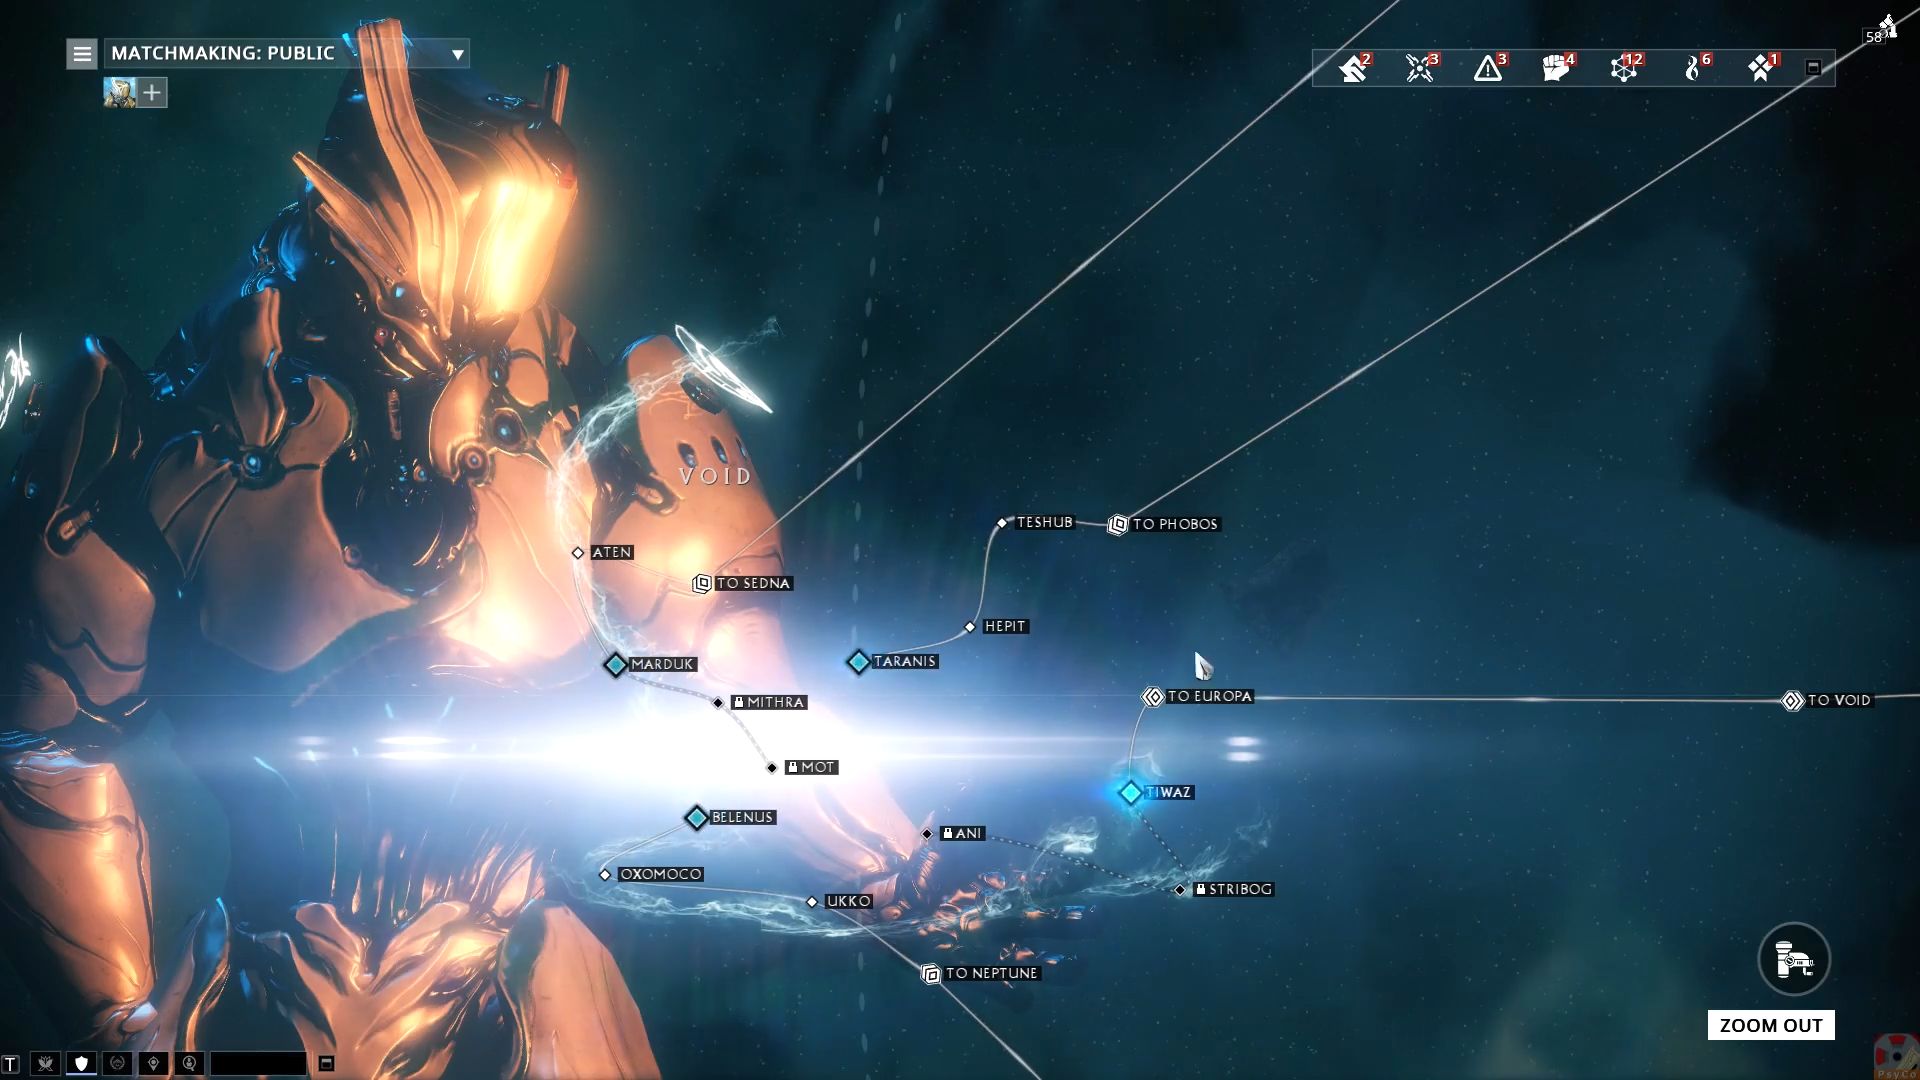 MATCHMAKING: PUBLIC
58
2 3 3 4 12 6 1
VOID
TESHUB
TO PHOBOS
ATEN
TO SEDNA
HEPIT
MARDUK
TARANIS
TO EUROPA
TO VOID
MITHRA
MOT
TIWAZ
BELENUS
ANI
OXOMOCO
STRIBOG
UKKO
TO NEPTUNE
ZOOM OUT
T
PsyCo